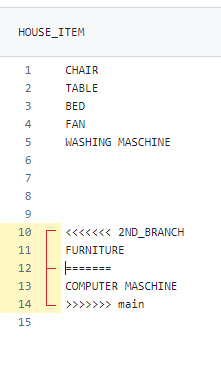 HOUSE_ITEM
1 CHAIR
2 TABLE
3 BED
4 FAN
5 WASHING MASCHINE
6
7
8
9
10 <<<<<<< 2ND_BRANCH
11 FURNITURE
12 =======
13 COMPUTER MASCHINE
14 >>>>>>> main
15